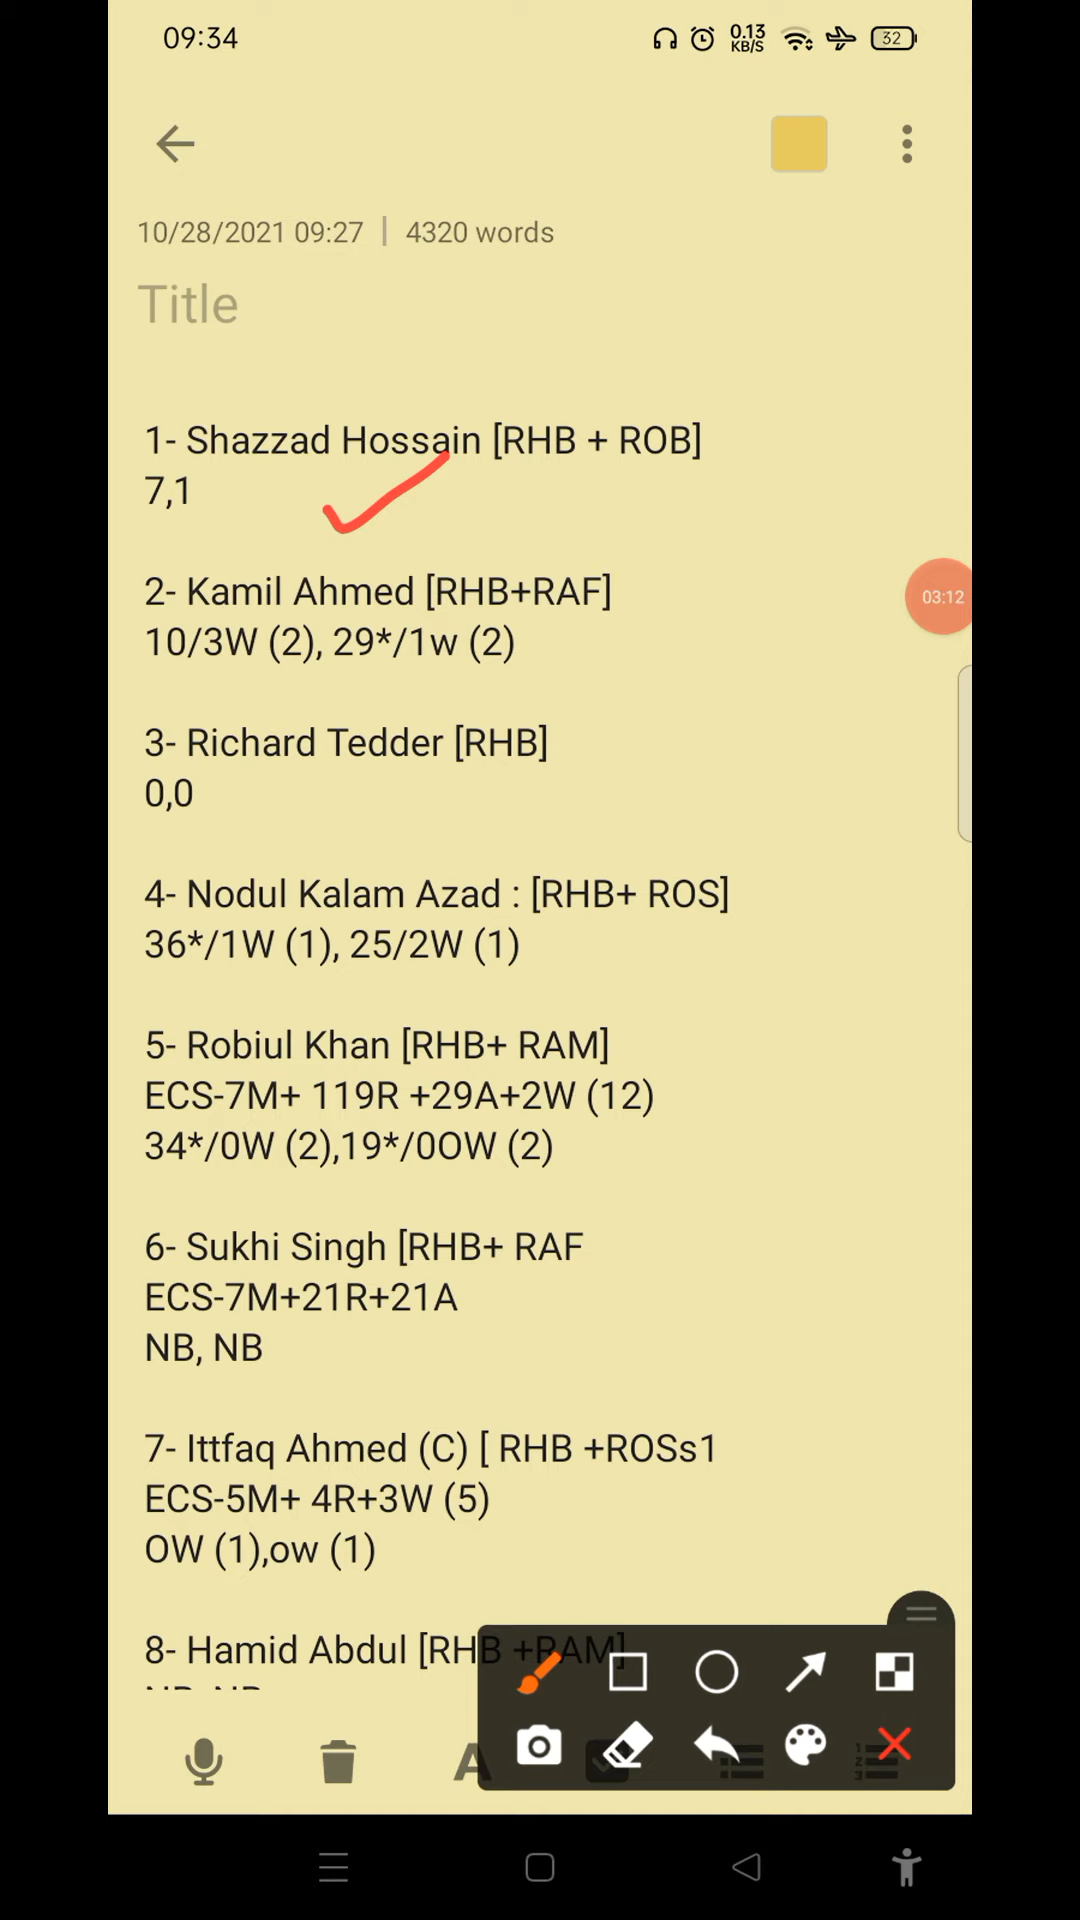 09:34
0.13
KB/S
32
10/28/2021 09:27 | 4320 words
Title
1- Shazzad Hossain [RHB + ROB]
7,1
2- Kamil Ahmed [RHB+RAF]
03:12
10/3W (2), 29*/1w (2)
3- Richard Tedder [RHB]
0,0
4- Nodul Kalam Azad : [RHB+ ROS]
36*/1W (1), 25/2W (1)
5- Robiul Khan [RHB+ RAM]
ECS-7M+ 119R +29A+2W (12)
34*/0W (2),19*/0OW (2)
6- Sukhi Singh [RHB+ RAF
ECS-7M+21R+21A
NB, NB
7- Ittfaq Ahmed (C) [ RHB +ROSs1
ECS-5M+ 4R+3W (5)
OW (1),ow (1)
8- Hamid Abdul [RHB +RAM]
A